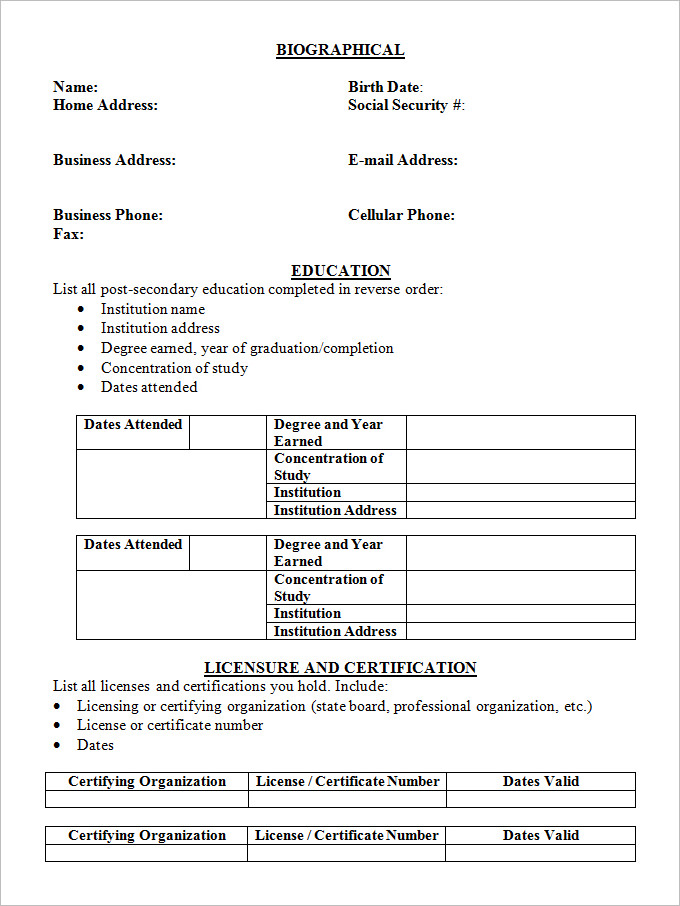 BIOGRAPHICAL
Name: Birth Date:
Home Address: Social Security #:
Business Address: E-mail Address:
Business Phone: Cellular Phone:
Fax:
EDUCATION
List all post-secondary education completed in reverse order:
• Institution name
• Institution address
• Degree earned, year of graduation/completion
• Concentration of study
• Dates attended
Dates Attended Degree and Year
Earned
Concentration of
Study
Institution
Institution Address
Dates Attended Degree and Year
Earned
Concentration of
Study
Institution
Institution Address
LICENSURE AND CERTIFICATION
List all licenses and certifications you hold. Include:
• Licensing or certifying organization (state board, professional organization, etc.)
• License or certificate number
• Dates
Certifying Organization License / Certificate Number Dates Valid
Certifying Organization License / Certificate Number Dates Valid